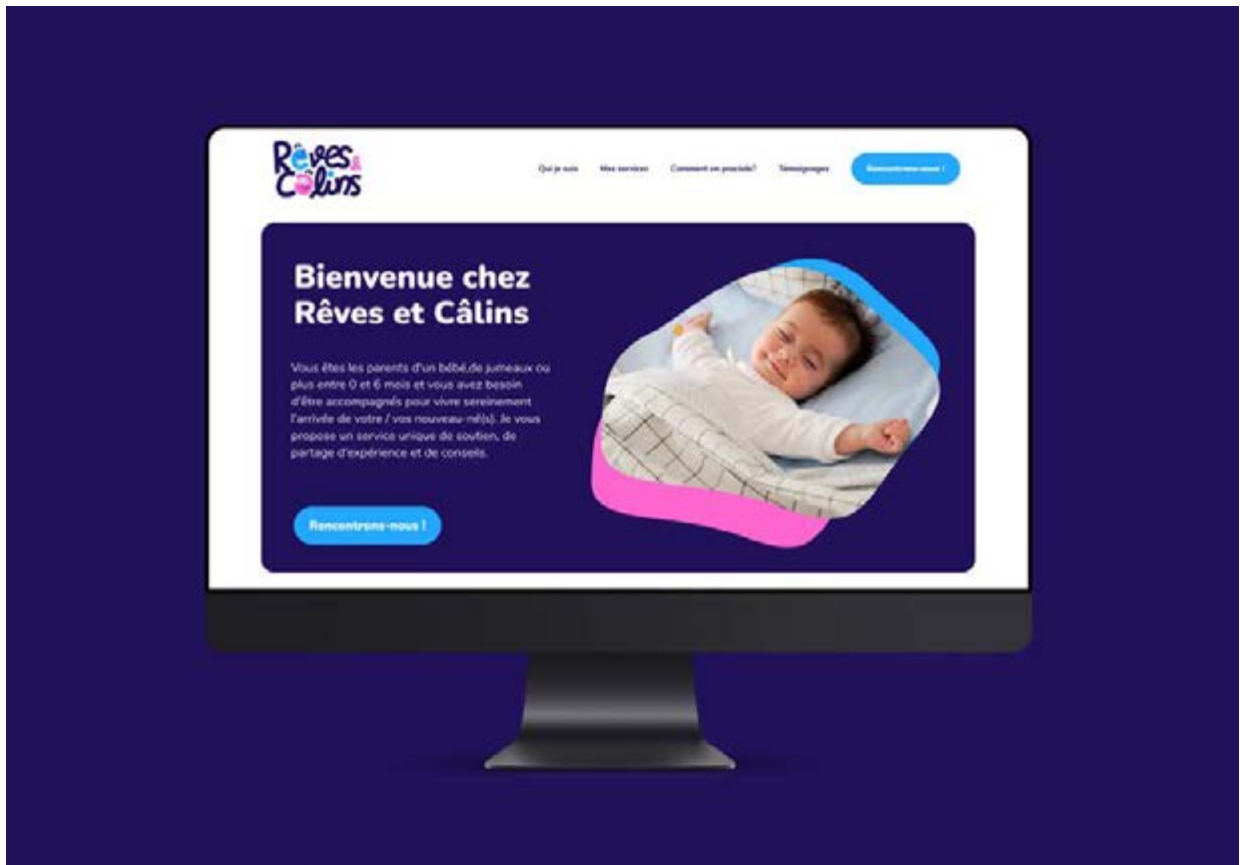 Rêves &
Câlins
Qui je suis
Mes services
Comment on procède?
Témoignages
Rencontrons-nous !
Bienvenue chez
Rêves et Câlins
Vous êtes les parents d'un bébé,de jumeaux ou
plus entre 0 et 6 mois et vous avez besoin
d'être accompagnés pour vivre sereinement
l'arrivée de votre / vos nouveau-né(s). Je vous
propose un service unique de soutien, de
partage d'expérience et de conseils.
Rencontrons-nous !